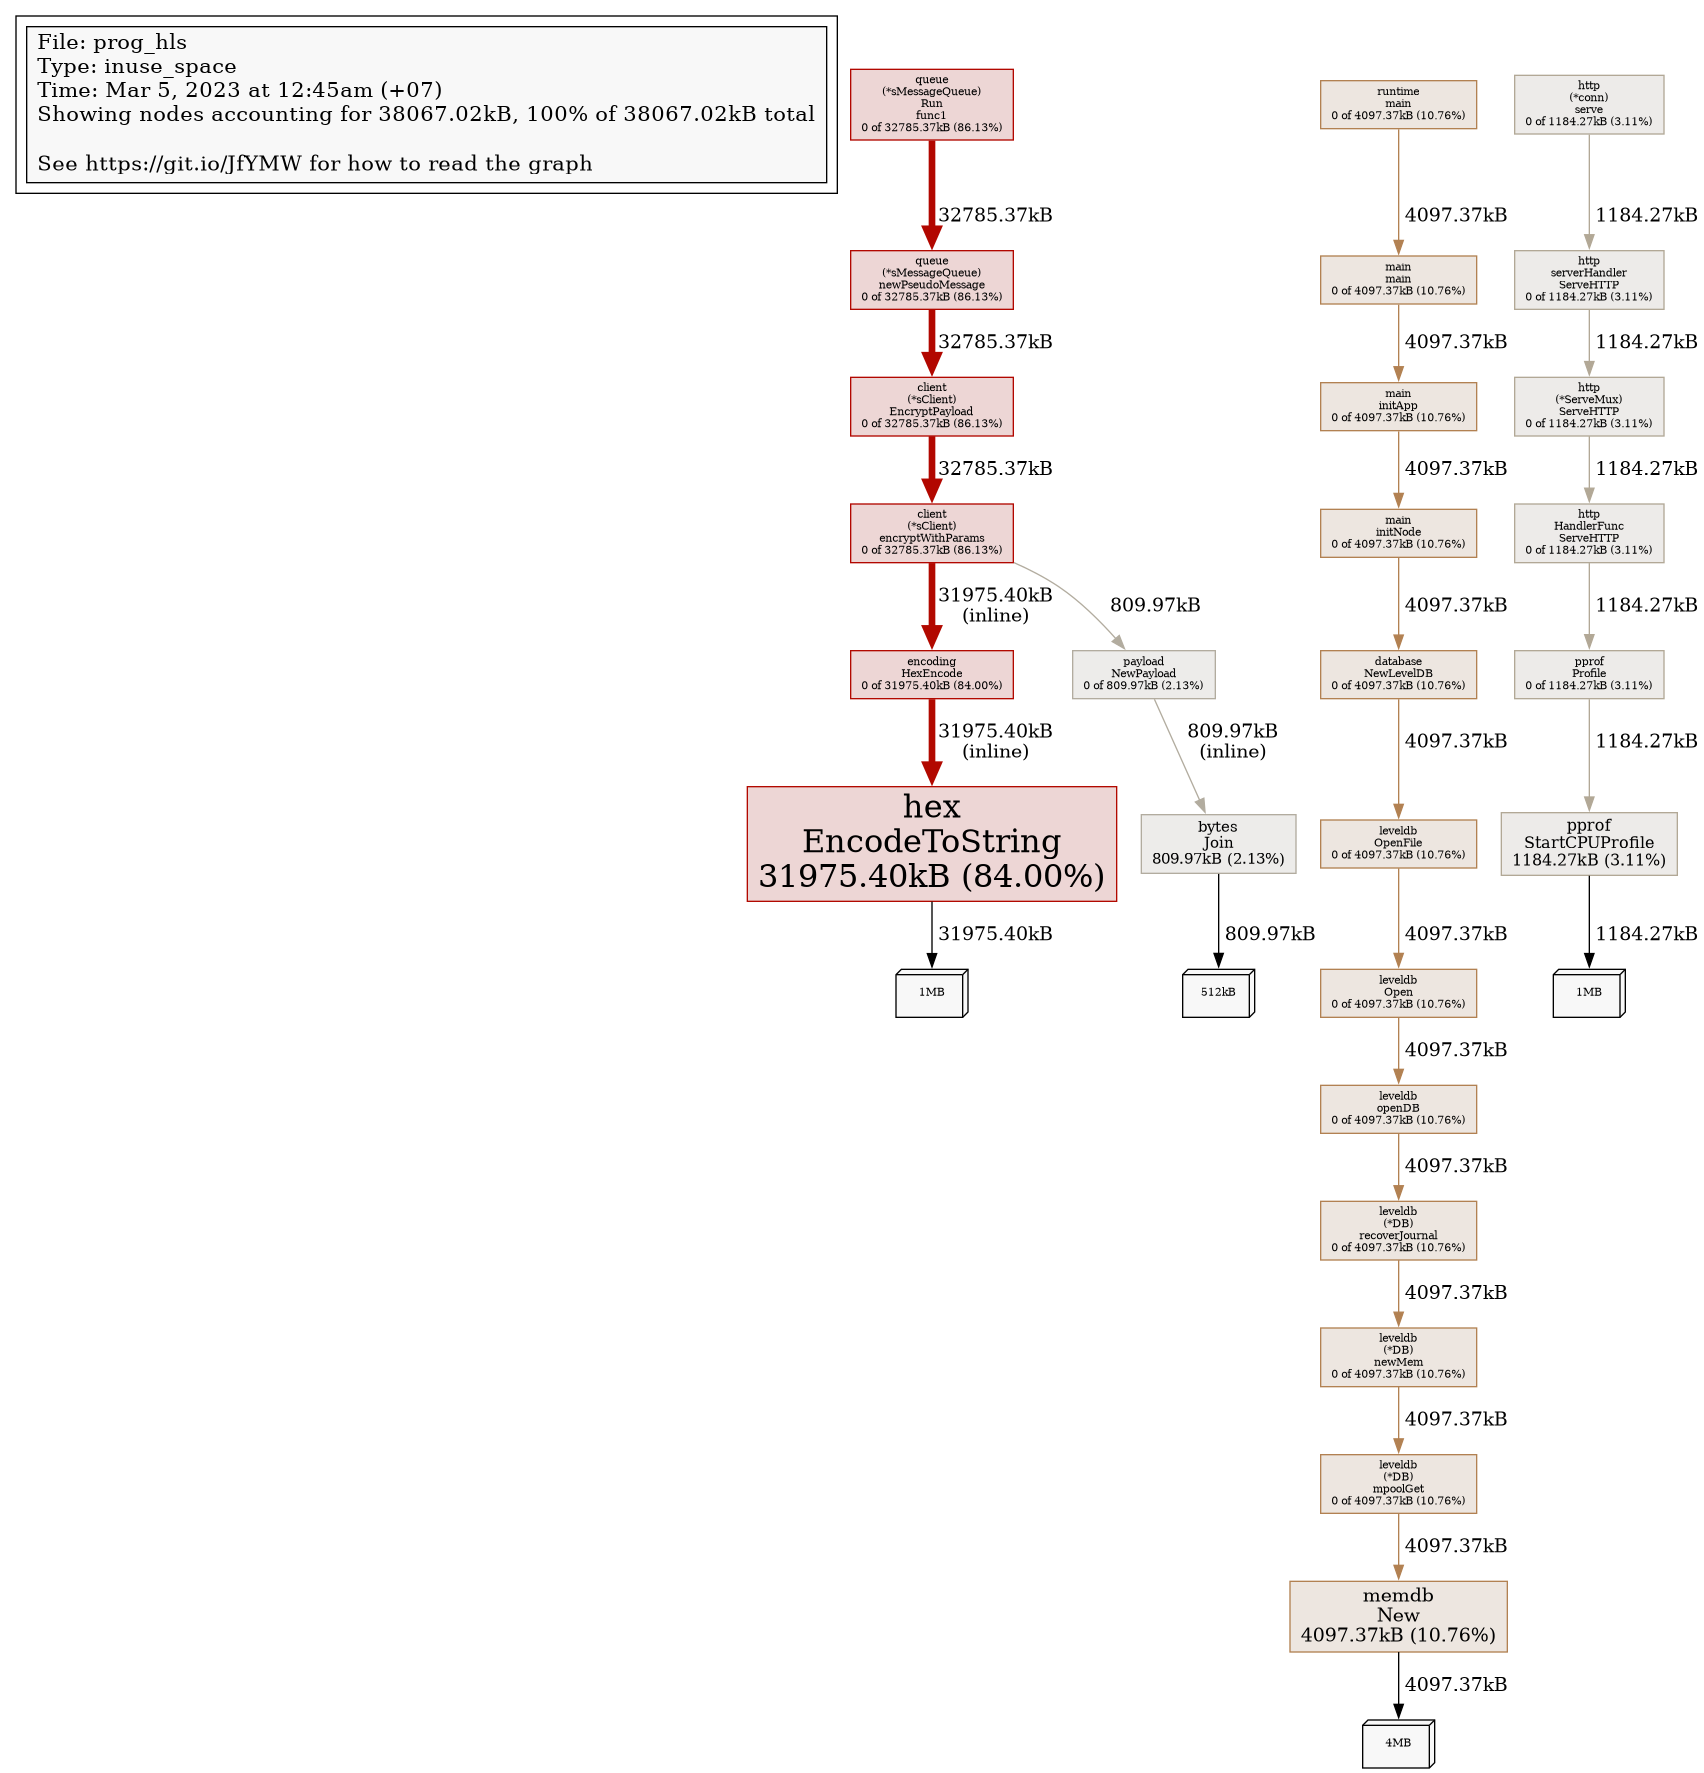 File: prog_hls
Type: inuse_space
Time: Mar 5, 2023 at 12:45am (+07)
Showing nodes accounting for 38067.02kB, 100% of 38067.02kB total
See https://git.io/JfYMW for how to read the graph
queue
(*sMessageQueue)
Run
func1
0 of 32785.37kB (86.13%)
32785.37kB
queue
(*sMessageQueue)
newPseudoMessage
0 of 32785.37kB (86.13%)
32785.37kB
client
(*sClient)
EncryptPayload
0 of 32785.37kB (86.13%)
32785.37kB
client
(*sClient)
encryptWithParams
0 of 32785.37kB (86.13%)
31975.40kB
(inline)
809.97kB
encoding
HexEncode
0 of 31975.40kB (84.00%)
31975.40kB
(inline)
hex
EncodeToString
31975.40kB (84.00%)
31975.40kB
1MB
payload
NewPayload
0 of 809.97kB (2.13%)
809.97kB
(inline)
bytes
Join
809.97kB (2.13%)
809.97kB
512kB
runtime
main
0 of 4097.37kB (10.76%)
4097.37kB
main
main
0 of 4097.37kB (10.76%)
4097.37kB
main
initApp
0 of 4097.37kB (10.76%)
4097.37kB
main
initNode
0 of 4097.37kB (10.76%)
4097.37kB
database
NewLevelDB
0 of 4097.37kB (10.76%)
4097.37kB
leveldb
OpenFile
0 of 4097.37kB (10.76%)
4097.37kB
leveldb
Open
0 of 4097.37kB (10.76%)
4097.37kB
leveldb
openDB
0 of 4097.37kB (10.76%)
4097.37kB
leveldb
(*DB)
recoverJournal
0 of 4097.37kB (10.76%)
4097.37kB
leveldb
(*DB)
newMem
0 of 4097.37kB (10.76%)
4097.37kB
leveldb
(*DB)
mpoolGet
0 of 4097.37kB (10.76%)
4097.37kB
memdb
New
4097.37kB (10.76%)
4097.37kB
4MB
http
(*conn)
serve
0 of 1184.27kB (3.11%)
1184.27kB
http
serverHandler
ServeHTTP
0 of 1184.27kB (3.11%)
1184.27kB
http
(*ServeMux)
ServeHTTP
0 of 1184.27kB (3.11%)
1184.27kB
http
HandlerFunc
ServeHTTP
0 of 1184.27kB (3.11%)
1184.27kB
pprof
Profile
0 of 1184.27kB (3.11%)
1184.27kB
pprof
StartCPUProfile
1184.27kB (3.11%)
1184.27kB
1MB